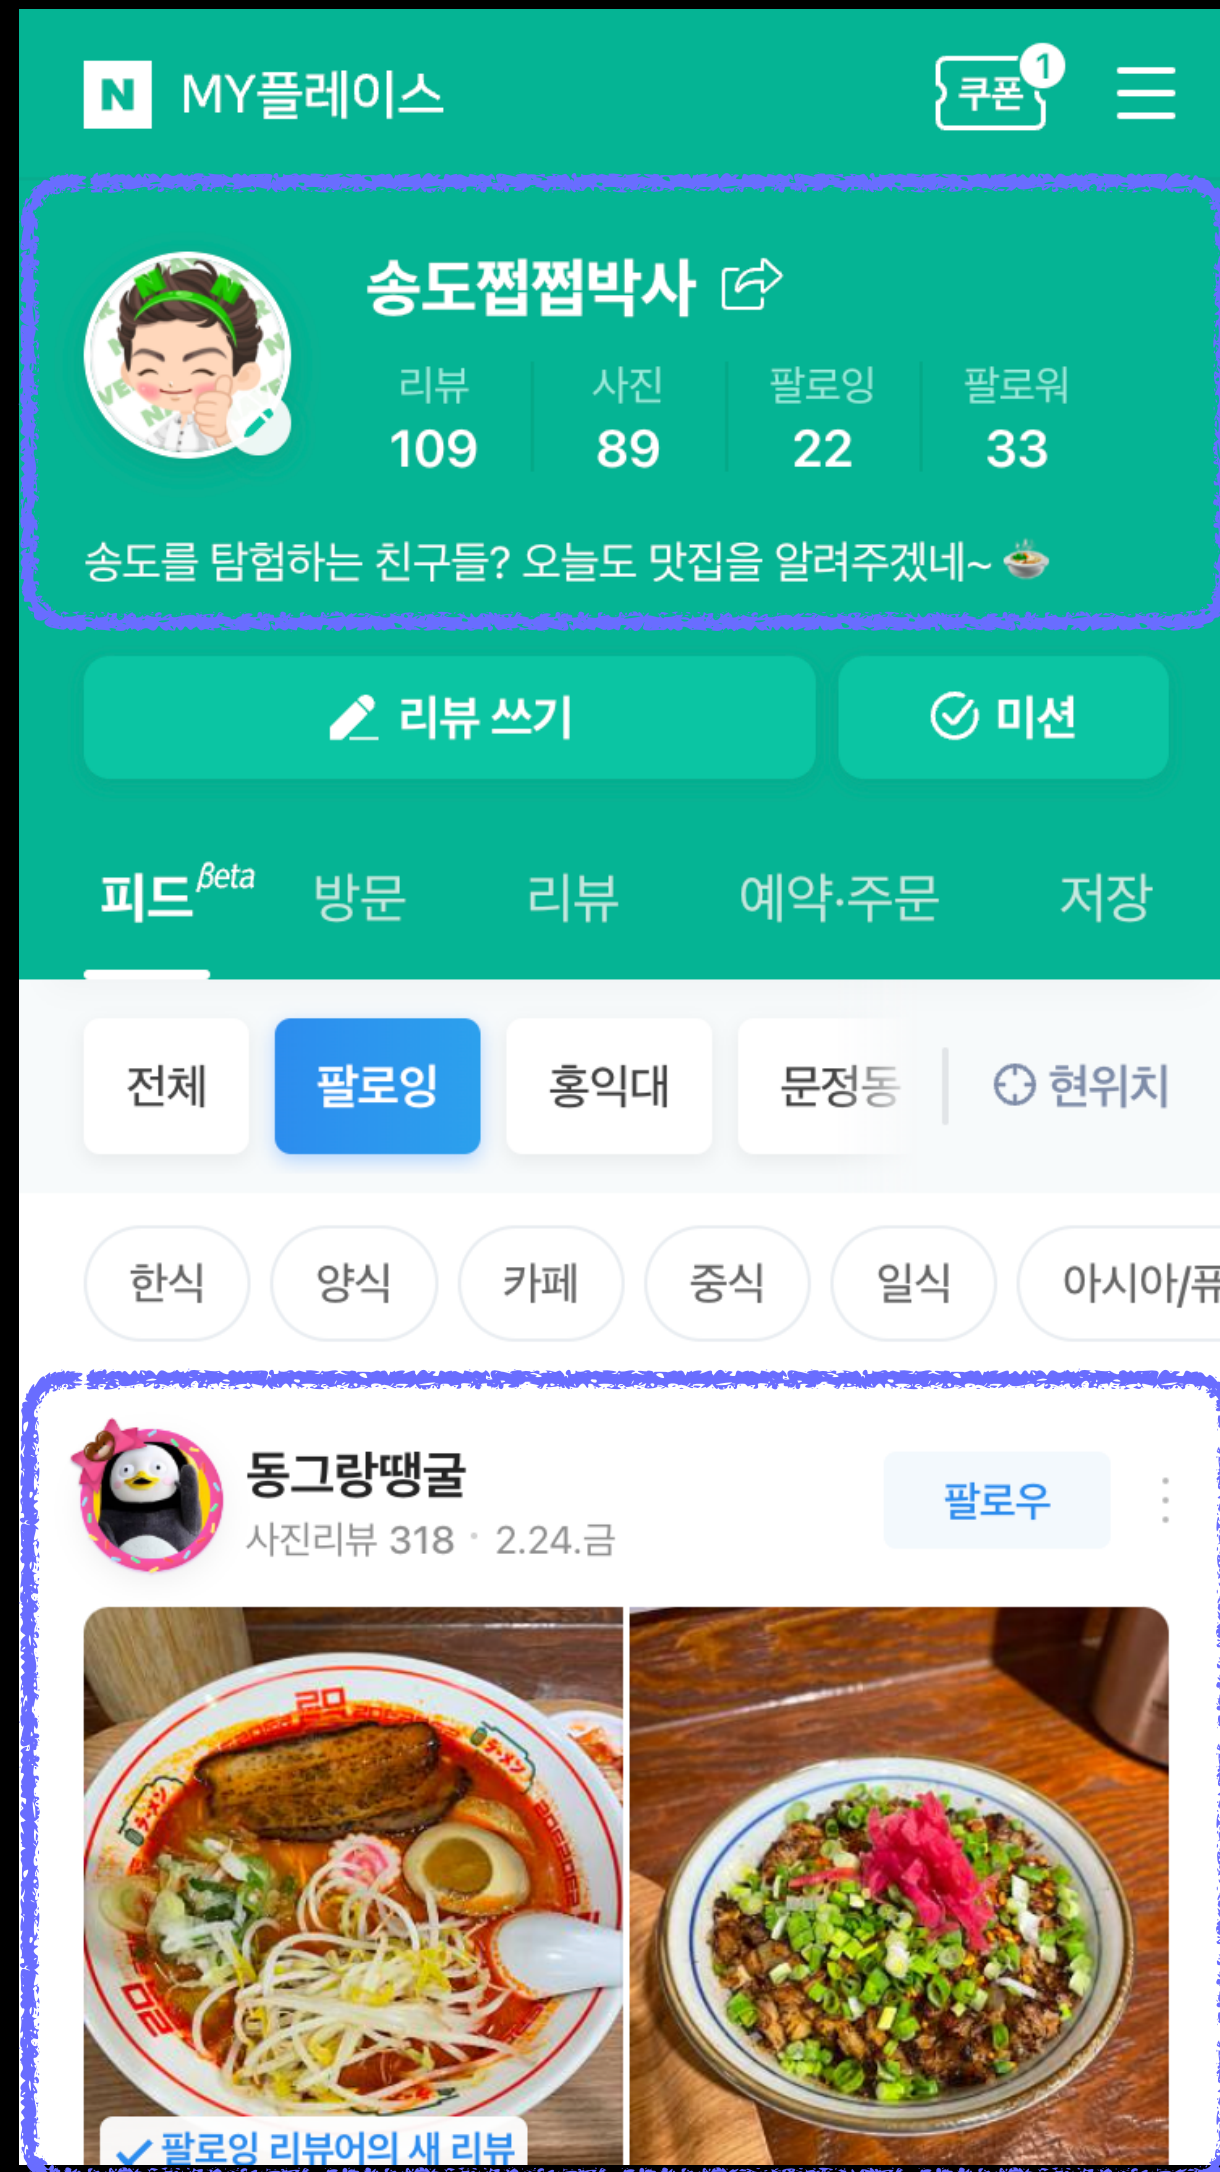 N MY플레이스 쿠폰 1
송도쩝쩝박사
리뷰 사진 팔로잉 팔로워
109 89 22 33
송도를 탐험하는 친구들? 오늘도 맛집을 알려주겠네~
리뷰 쓰기 미션
피드 βeta 방문 리뷰 예약·주문 저장
전체 팔로잉 홍익대 문정동 현위치
한식 양식 카페 중식 일식 아시아/퓨
동그랑땡굴
팔로우
사진리뷰 318 · 2.24.금
팔로잉 리뷰어의 새 리뷰